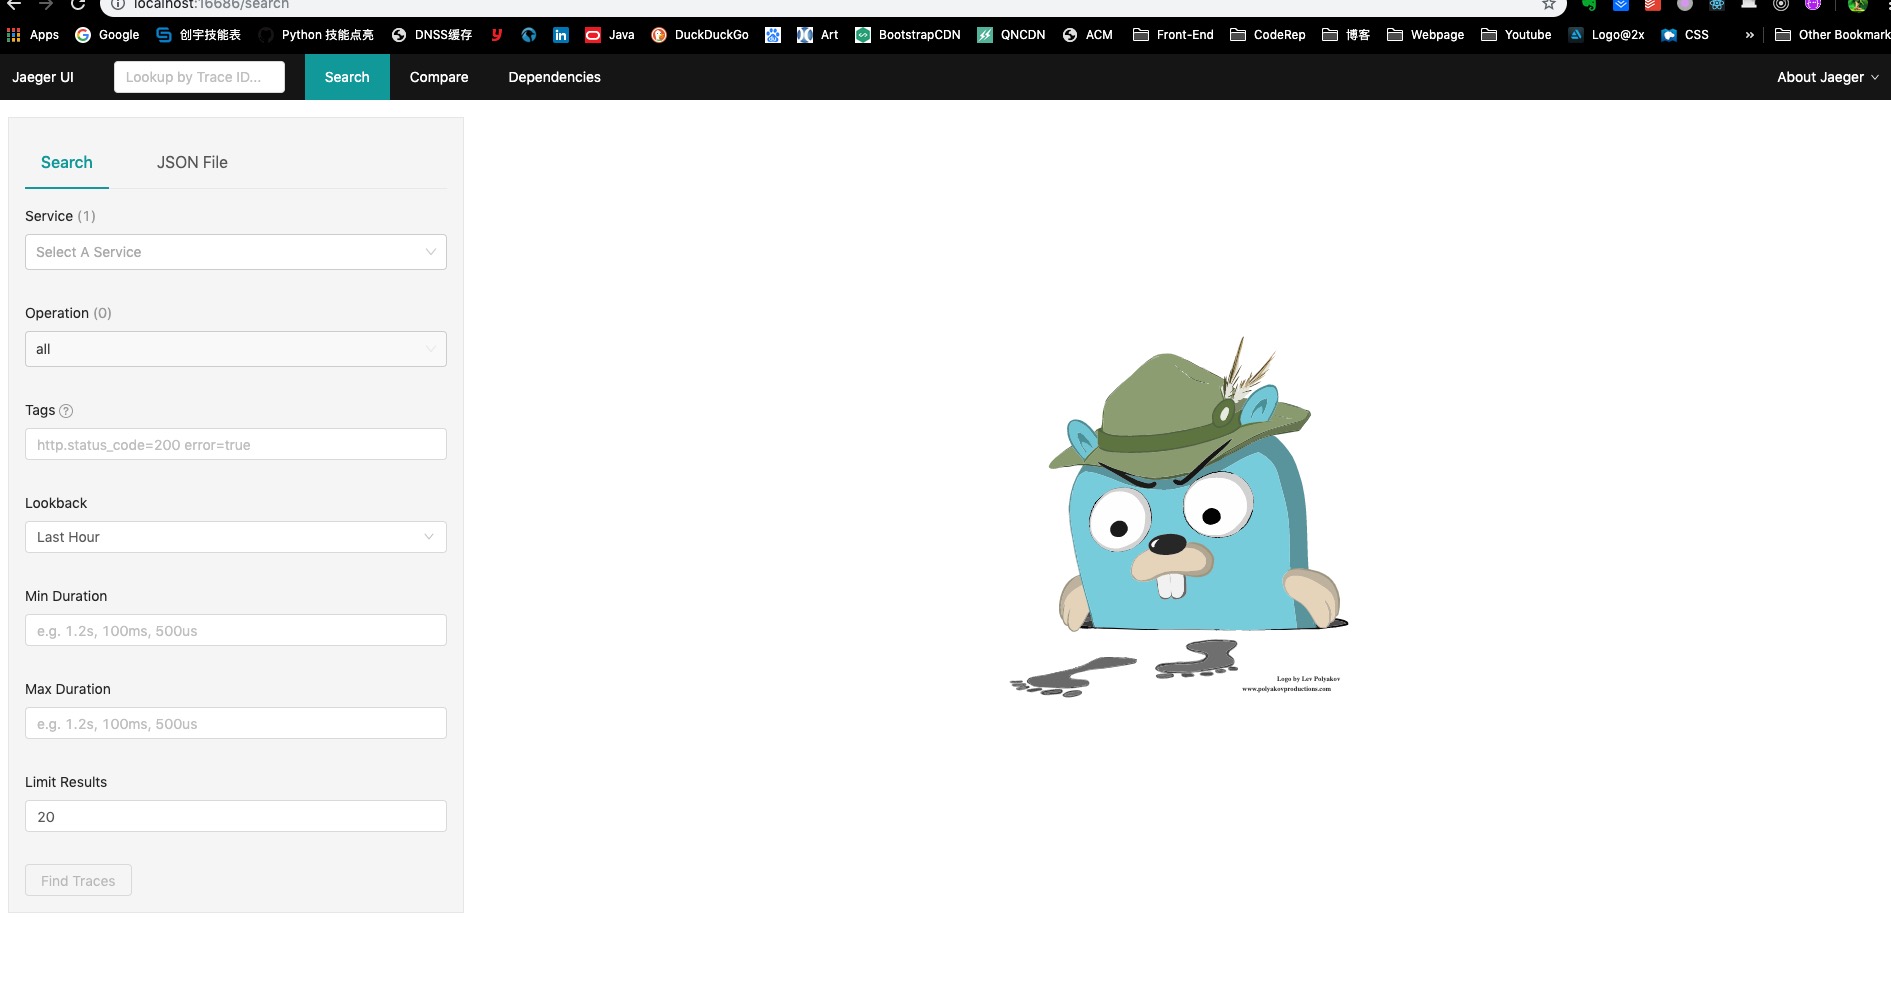 localhost:16686/search
Apps Google 创宇技能表 Python 技能点亮 DNSS缓存 Java DuckDuckGo Art BootstrapCDN QNCDN ACM Front-End CodeRep 博客 Webpage Youtube Logo@2x CSS » Other Bookmark
Jaeger UI Lookup by Trace ID... Search Compare Dependencies About Jaeger
Search JSON File
Service (1)
Select A Service
Operation (0)
all
Tags
http.status_code=200 error=true
Lookback
Last Hour
Min Duration
e.g. 1.2s, 100ms, 500us
Max Duration
e.g. 1.2s, 100ms, 500us
Limit Results
20
Find Traces
Logo by Lev Polyakov
www.polyakovproductions.com